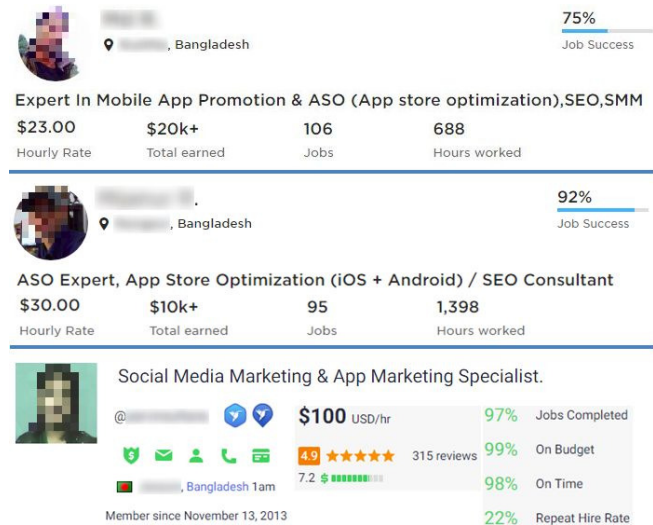 75%
, Bangladesh
Job Success
Expert In Mobile App Promotion & ASO (App store optimization),SEO,SMM
$23.00 $20k+ 106 688
Hourly Rate Total earned Jobs Hours worked
.
92%
, Bangladesh
Job Success
ASO Expert, App Store Optimization (iOS + Android) / SEO Consultant
$30.00 $10k+ 95 1,398
Hourly Rate Total earned Jobs Hours worked
Social Media Marketing & App Marketing Specialist.
@ $100 USD/hr 97% Jobs Completed
4.9 315 reviews 99% On Budget
7.2 $
, Bangladesh 1am 98% On Time
Member since November 13, 2013 22% Repeat Hire Rate